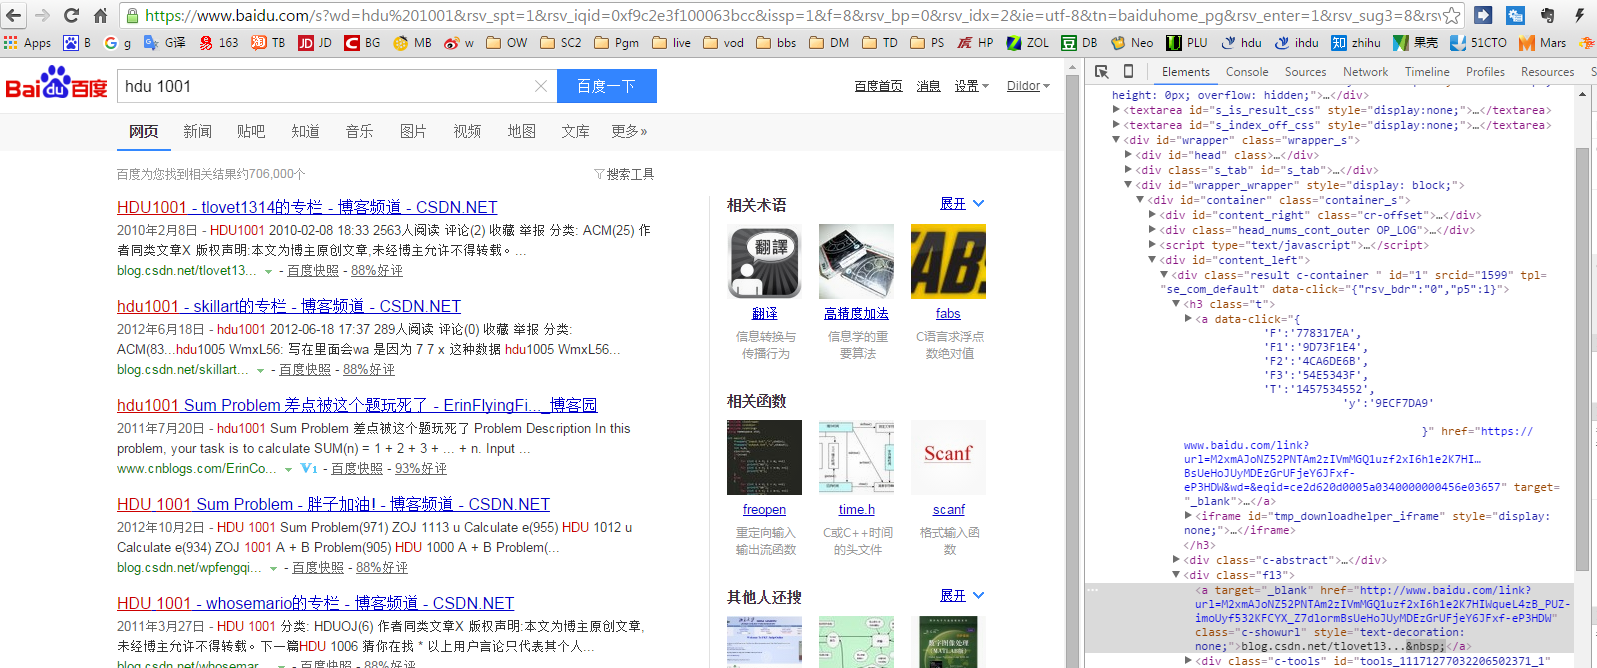 https://www.baidu.com/s?wd=hdu%201001&rsv_spt=1&rsv_iqid=0xf9c2e3f100063bcc&issp=1&f=8&rsv_bp=0&rsv_idx=2&ie=utf-8&tn=baiduhome_pg&rsv_enter=1&rsv_sug3=8&rsv
Apps B g G译 163 TB JD BG MB w OW SC2 Pgm live vod bbs DM TD PS HP ZOL DB Neo PLU hdu ihdu zhihu 果壳 51CTO Mars
Bai du 百度 hdu 1001 百度一下 百度首页 消息 设置 Dildor
网页 新闻 贴吧 知道 音乐 图片 视频 地图 文库 更多»
百度为您找到相关结果约706,000个 搜索工具
HDU1001 - tlovet1314的专栏 - 博客频道 - CSDN.NET
2010年2月8日 - HDU1001 2010-02-08 18:33 2563人阅读 评论(2) 收藏 举报 分类: ACM(25) 作
者同类文章X 版权声明:本文为博主原创文章,未经博主允许不得转载。...
blog.csdn.net/tlovet13... - 百度快照 - 88%好评
hdu1001 - skillart的专栏 - 博客频道 - CSDN.NET
2012年6月18日 - hdu1001 2012-06-18 17:37 289人阅读 评论(0) 收藏 举报 分类:
ACM(83...hdu1005 WmxL56: 写在里面会wa 是因为 7 7 x 这种数据 hdu1005 WmxL56...
blog.csdn.net/skillart... - 百度快照 - 88%好评
hdu1001 Sum Problem 差点被这个题玩死了 - ErinFlyingFi..._博客园
2011年7月20日 - hdu1001 Sum Problem 差点被这个题玩死了 Problem Description In this
problem, your task is to calculate SUM(n) = 1 + 2 + 3 + ... + n. Input ...
www.cnblogs.com/ErinCo... V1 - 百度快照 - 93%好评
HDU 1001 Sum Problem - 胖子加油! - 博客频道 - CSDN.NET
2012年10月2日 - HDU 1001 Sum Problem(971) ZOJ 1113 u Calculate e(955) HDU 1012 u
Calculate e(934) ZOJ 1001 A + B Problem(905) HDU 1000 A + B Problem(...
blog.csdn.net/wpfengqi... - 百度快照 - 88%好评
HDU 1001 - whosemario的专栏 - 博客频道 - CSDN.NET
2011年3月27日 - HDU 1001 分类: HDUOJ(6) 作者同类文章X 版权声明:本文为博主原创文章,
未经博主允许不得转载。下一篇HDU 1006 猜你在找 * 以上用户言论只代表其个人...
blog.csdn.net/whosemar... - 百度快照 - 88%好评
相关术语 展开
翻譯 FABS
翻译 高精度加法 fabs
信息转换与 信息学的重 C语言求浮点
传播行为 要算法 数绝对值
相关函数
Scanf
freopen time.h scanf
重定向输入 C或C++时间 格式输入函
输出流函数 的头文件 数
其他人还搜 展开
数字图像处理
Elements Console Sources Network Timeline Profiles Resources S
height: 0px; overflow: hidden;">…</div>
<textarea id="s_is_result_css" style="display:none;">…</textarea>
<textarea id="s_index_off_css" style="display:none;">…</textarea>
<div id="wrapper" class="wrapper_s">
<div id="head" class>…</div>
<div class="s_tab" id="s_tab">…</div>
<div id="wrapper_wrapper" style="display: block;">
<div id="container" class="container_s">
<div id="content_right" class="cr-offset">…</div>
<div class="head_nums_cont_outer OP_LOG">…</div>
<script type="text/javascript">…</script>
<div id="content_left">
<div class="result c-container " id="1" srcid="1599" tpl=
"se_com_default" data-click="{"rsv_bdr":"0","p5":1}">
<h3 class="t">
<a data-click="{
'F':'778317EA',
'F1':'9D73F1E4',
'F2':'4CA6DE6B',
'F3':'54E5343F',
'T':'1457534552',
'y':'9ECF7DA9'
}" href="https://
www.baidu.com/link?
url=M2xmAJoNZ52PNTAm2zIVmMGQ1uzf2xI6h1e2K7HI…
BsUeHoJUyMDEzGrUFjeY6JFxf-
eP3HDW&wd=&eqid=ce2d620d0005a0340000000456e03657" target=
"_blank">…</a>
<iframe id="tmp_downloadhelper_iframe" style="display:
none;">…</iframe>
</h3>
<div class="c-abstract">…</div>
<div class="f13">
<a target="_blank" href="http://www.baidu.com/link?
url=M2xmAJoNZ52PNTAm2zIVmMGQ1uzf2xI6h1e2K7HIWqueL4zB_PUZ-
imoUyf532KFCYX_Z7dlormBsUeHoJUyMDEzGrUFjeY6JFxf-eP3HDW"
class="c-showurl" style="text-decoration:
none;">blog.csdn.net/tlovet13...&nbsp;</a>
<div class="c-tools" id="tools_11171277032206502371_1"